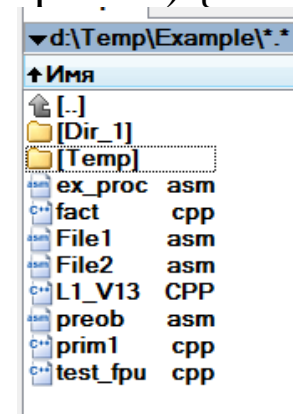 ▼d:\Temp\Example\*.*
↑Имя
[..]
[Dir_1]
[Temp]
ex_proc asm
fact cpp
File1 asm
File2 asm
L1_V13 CPP
preob asm
prim1 cpp
test_fpu cpp